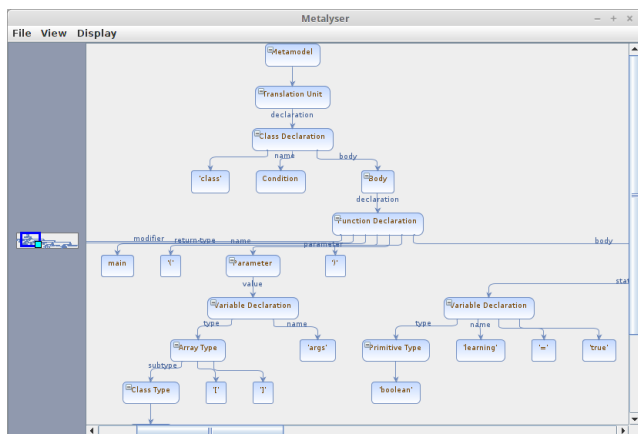 Metalyser
File View Display
Metamodel
Translation Unit
declaration
Class Declaration
name body
'class' Condition Body
declaration
Function Declaration
modifier return-type name parameter body
main '(' Parameter ')'
value stat
Variable Declaration Variable Declaration
type name type name
Array Type 'args' Primitive Type 'learning' '=' 'true'
subtype
Class Type '[' ']' 'boolean'